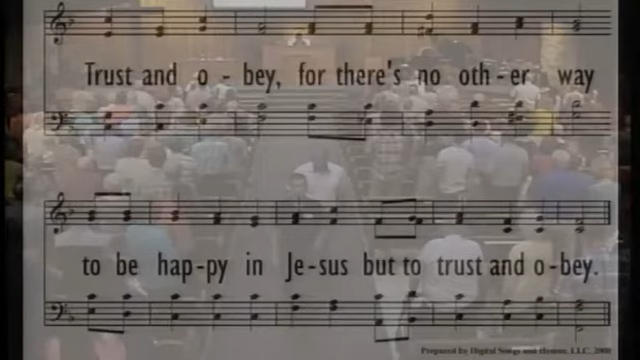 Trust and o - bey, for there's no oth - er way
to be hap-py in Je-sus but to trust and o-bey.
Prepared by Digital Songs and Hymns, LLC, 2008